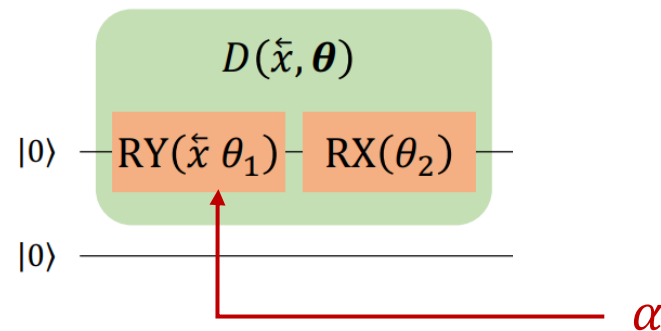 D(x⃖, θ)
|0⟩ RY(x⃖ θ₁) RX(θ₂)
|0⟩
α